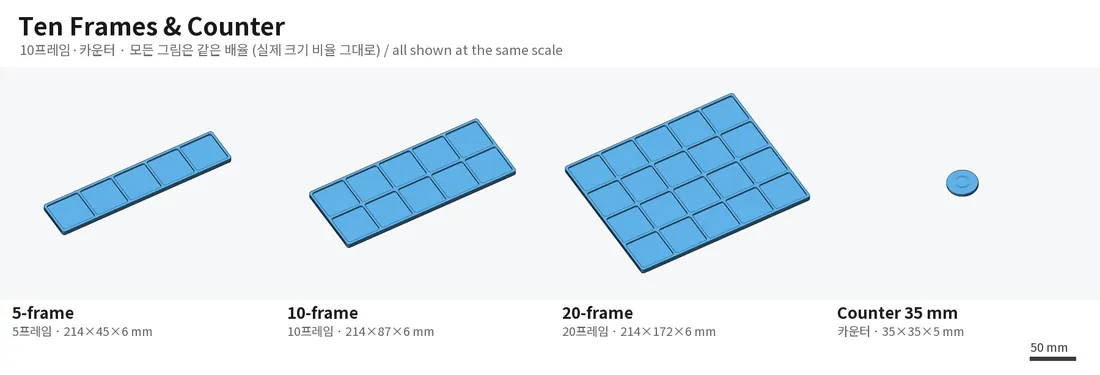 Ten Frames & Counter
10프레임 · 카운터 · 모든 그림은 같은 배율 (실제 크기 비율 그대로) / all shown at the same scale
5-frame
5프레임 · 214×45×6 mm
10-frame
10프레임 · 214×87×6 mm
20-frame
20프레임 · 214×172×6 mm
Counter 35 mm
카운터 · 35×35×5 mm
50 mm